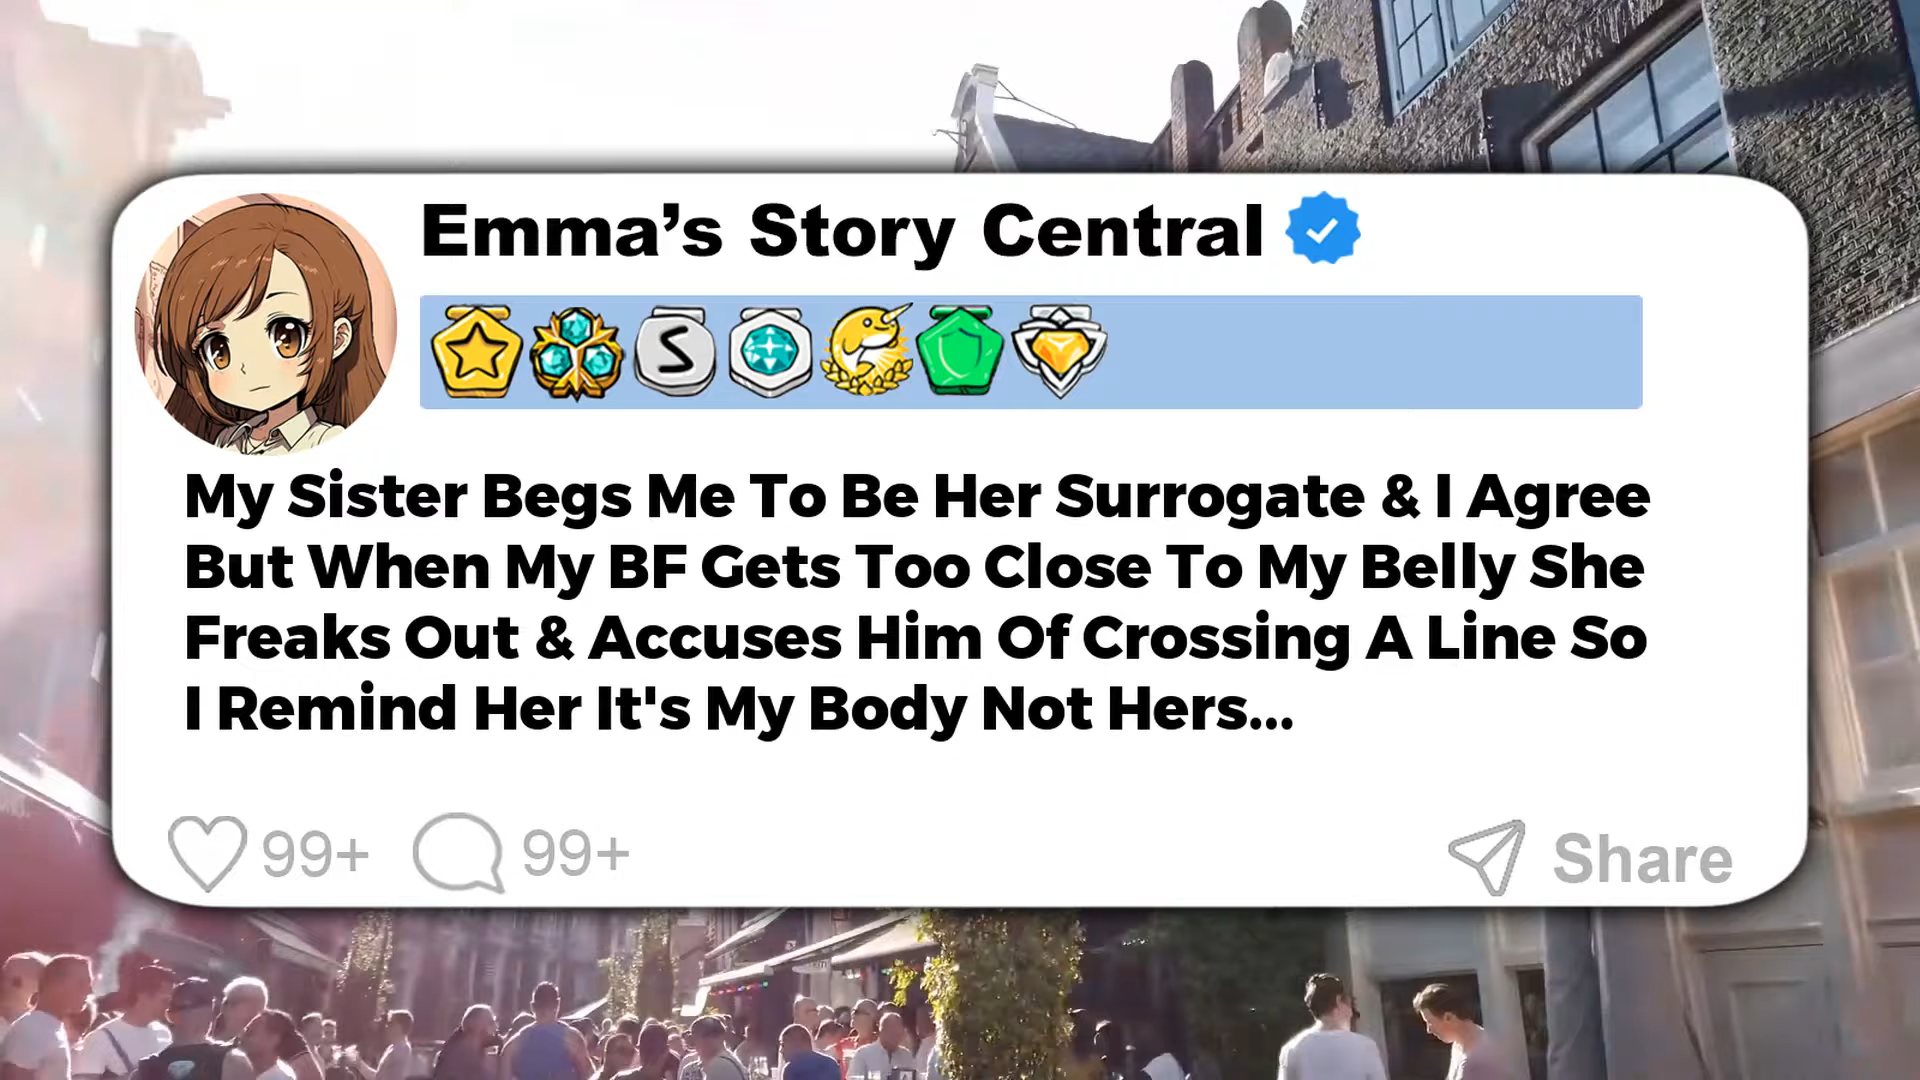 Emma’s Story Central
S
My Sister Begs Me To Be Her Surrogate & I Agree
But When My BF Gets Too Close To My Belly She
Freaks Out & Accuses Him Of Crossing A Line So
I Remind Her It's My Body Not Hers...
99+ 99+ Share